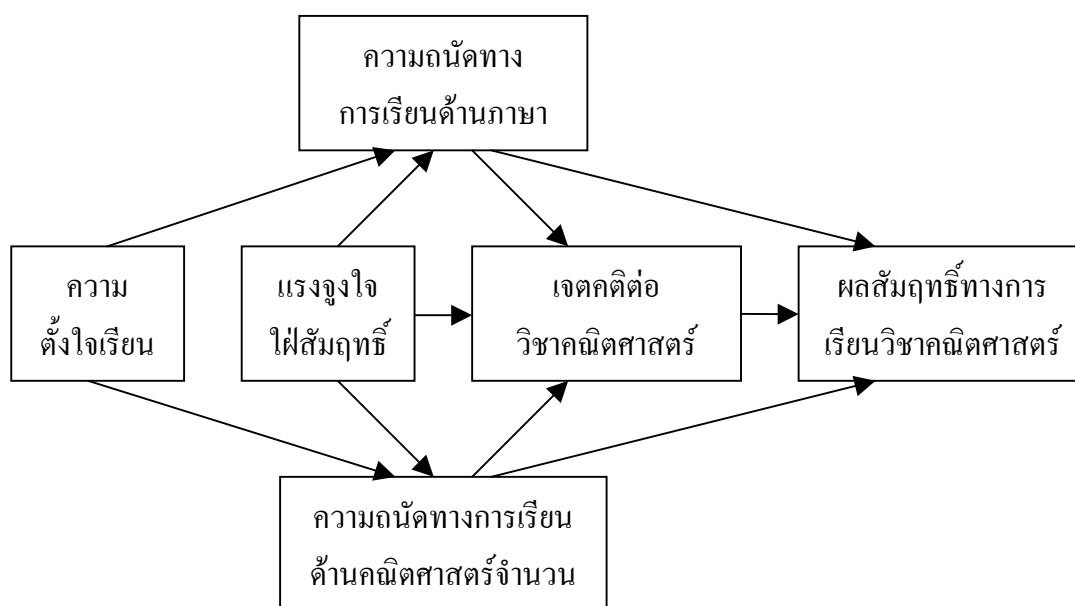 ความถนัดทาง
การเรียนด้านภาษา
ความ
ตั้งใจเรียน
แรงจูงใจ
ใฝ่สัมฤทธิ์
เจตคติต่อ
วิชาคณิตศาสตร์
ผลสัมฤทธิ์ทางการ
เรียนวิชาคณิตศาสตร์
ความถนัดทางการเรียน
ด้านคณิตศาสตร์จำนวน